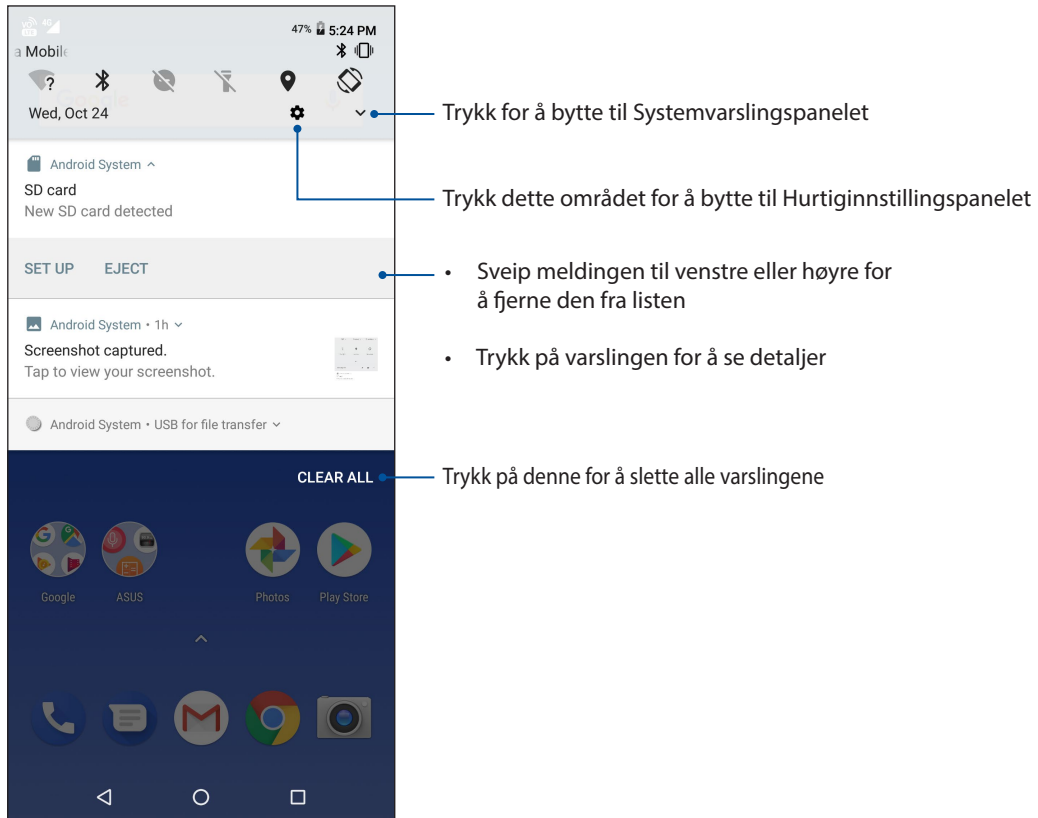 47% 5:24 PM
a Mobile
Wed, Oct 24
Trykk for å bytte til Systemvarslingspanelet
Android System
SD card
New SD card detected
Trykk dette området for å bytte til Hurtiginnstillingspanelet
SET UP EJECT
• Sveip meldingen til venstre eller høyre for
å fjerne den fra listen
Android System • 1h
Screenshot captured.
Tap to view your screenshot.
• Trykk på varslingen for å se detaljer
Android System • USB for file transfer
CLEAR ALL
Trykk på denne for å slette alle varslingene
Google ASUS Photos Play Store